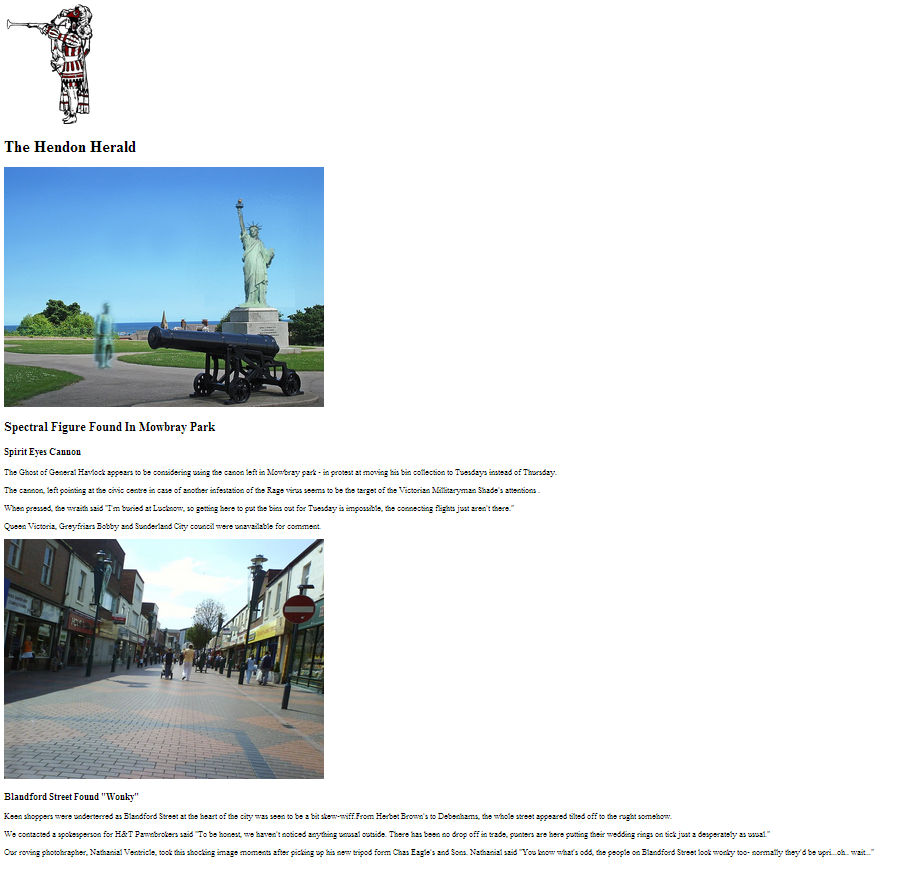 The Hendon Herald
Spectral Figure Found In Mowbray Park
Spirit Eyes Cannon
The Ghost of General Havlock appears to be considering using the canon left in Mowbray park - in protest at moving his bin collection to Tuesdays instead of Thursday.
The cannon, left pointing at the civic centre in case of another infestation of the Rage virus seems to be the target of the Victorian Millitaryman Shade's attentions .
When pressed, the wraith said "I'm buried at Lucknow, so getting here to put the bins out for Tuesday is impossible, the connecting flights just aren't there."
Queen Victoria, Greyfriars Bobby and Sunderland City council were unavailable for comment.
Blandford Street Found "Wonky"
Keen shoppers were underterred as Blandford Street at the heart of the city was seen to be a bit skew-wiff.From Herbet Brown's to Debenhams, the whole street appeared tilted off to the rught somehow.
We contacted a spokesperson for H&T Pawnbrokers said "To be honest, we haven't noticed anything unusual outside. There has been no drop off in trade, punters are here putting their wedding rings on tick just a desperately as usual."
Our roving photohrapher, Nathanial Ventricle, took this shocking image moments after picking up his new tripod form Chas Eagle's and Sons. Nathanial said "You know what's odd, the people on Blandford Street look wonky too- normally they'd be upri...oh.. wait..."